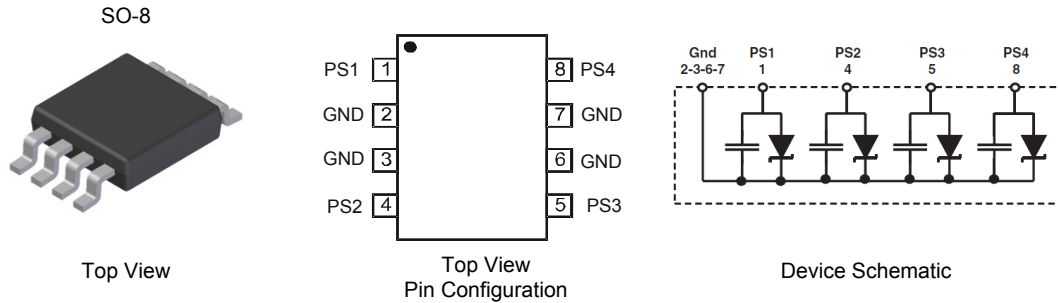 SO-8
Top View
PS1 1
GND 2
GND 3
PS2 4
8 PS4
7 GND
6 GND
5 PS3
Top View
Pin Configuration
Gnd PS1 PS2 PS3 PS4
2-3-6-7 1 4 5 8
Device Schematic